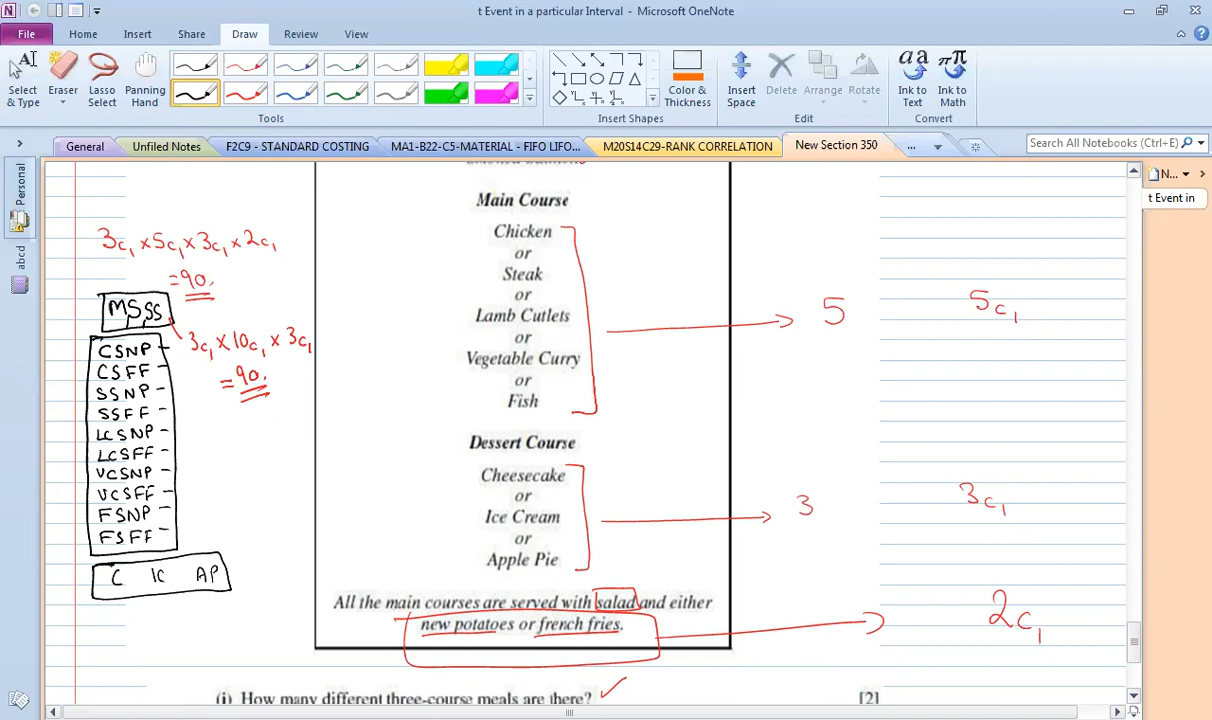 t Event in a particular Interval - Microsoft OneNote
File Home Insert Share Draw Review View
Select & Type
Eraser
Lasso Select
Panning Hand
Color & Thickness
Insert Space
Delete
Arrange
Rotate
Ink to Text
Ink to Math
Tools
Insert Shapes
Edit
Convert
General
Unfiled Notes
F2C9 - STANDARD COSTING
MA1-B22-C5-MATERIAL - FIFO LIFO...
M20S14C29-RANK CORRELATION
New Section 350
...
Search All Notebooks (Ctrl+E)
Personal
abcd
N...
t Event in
Main Course
Chicken
or
Steak
or
Lamb Cutlets
or
Vegetable Curry
or
Fish
5
5c1
Dessert Course
Cheesecake
or
Ice Cream
or
Apple Pie
3
3c1
All the main courses are served with salad and either
new potatoes or french fries.
2c1
(i) How many different three-course meals are there?
[2]
3c1 x 5c1 x 3c1 x 2c1
= 90.
M,S,SS
3c1 x 10c1 x 3c1
= 90.
CSNP -
CSFF -
SSNP -
SSFF -
LCSNP -
LCSFF -
VCSNP -
VCSFF -
FSNP -
FSFF -
C IC AP